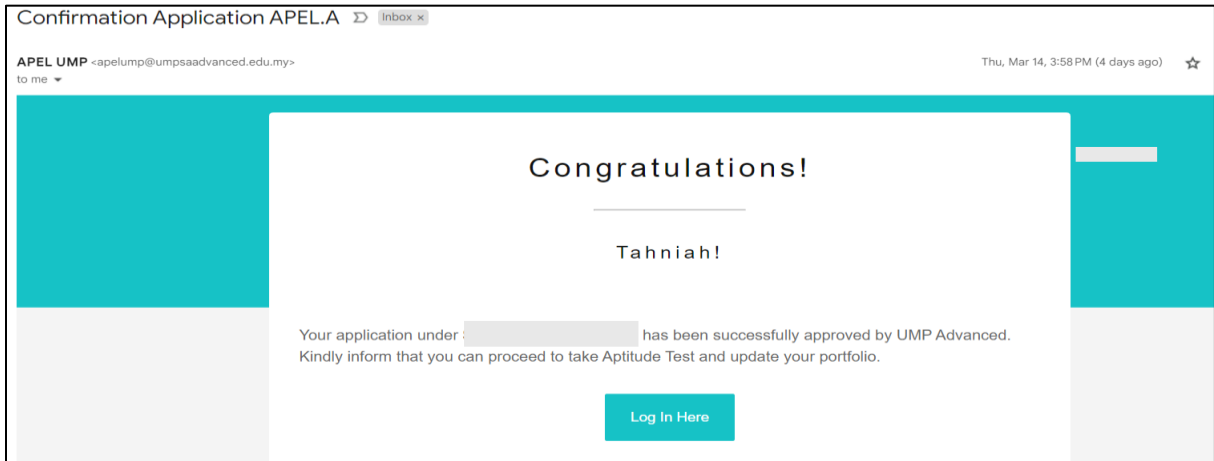 Confirmation Application APEL.A Inbox x
APEL UMP <apelump@umpsaadvanced.edu.my> Thu, Mar 14, 3:58 PM (4 days ago)
to me
Congratulations!
Tahniah!
Your application under has been successfully approved by UMP Advanced.
Kindly inform that you can proceed to take Aptitude Test and update your portfolio.
Log In Here